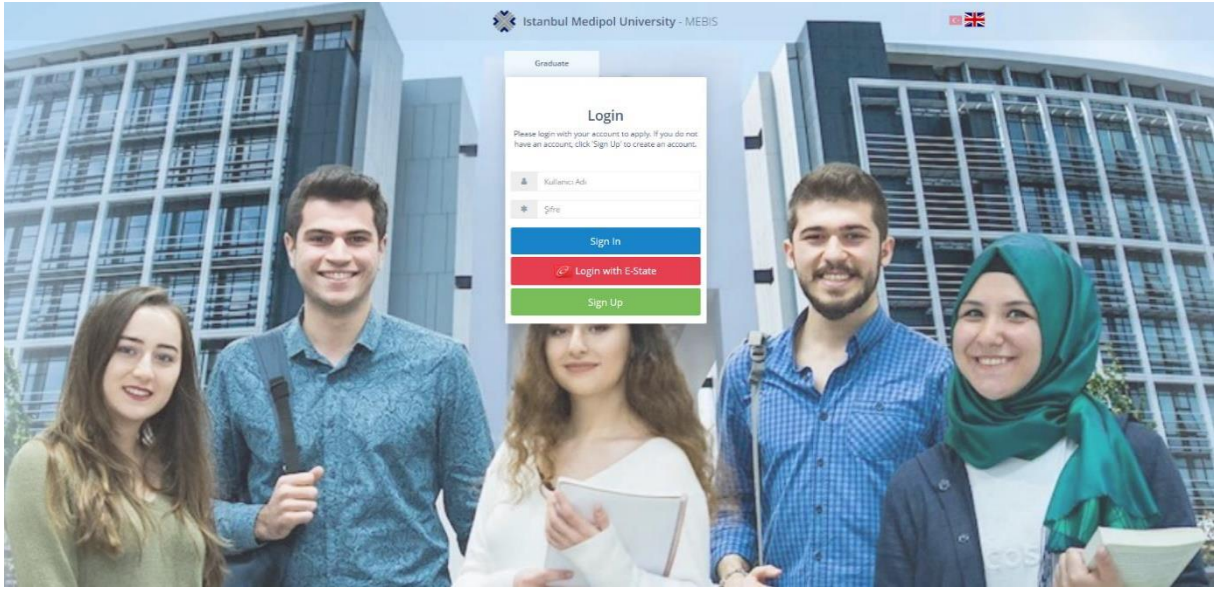 Istanbul Medipol University - MEBIS
Graduate
Login
Please login with your account to apply. If you do not
have an account, click 'Sign Up' to create an account.
Kullanıcı Adı
Şifre
Sign In
Login with E-State
Sign Up